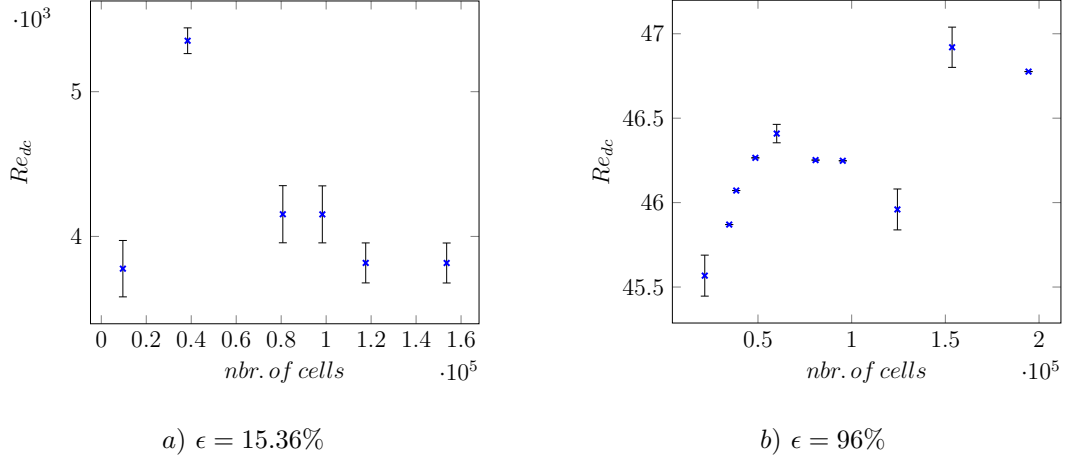 ·10³
5
4
Re_dc
0 0.2 0.4 0.6 0.8 1 1.2 1.4 1.6
nbr. of cells ·10⁵
a) ϵ = 15.36%
47
46.5
46
45.5
Re_dc
0.5 1 1.5 2
nbr. of cells ·10⁵
b) ϵ = 96%